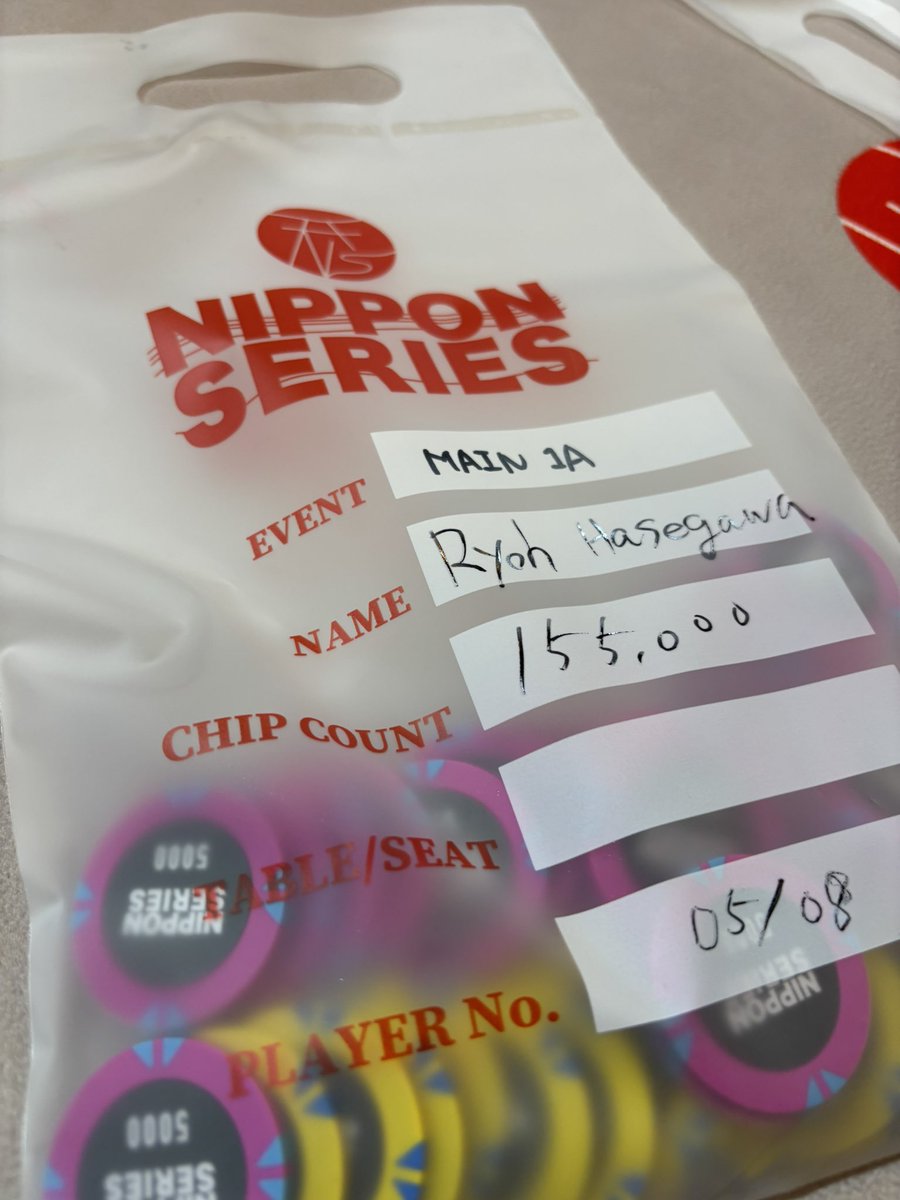 NS
NIPPON
SERIES
EVENT MAIN 1A
NAME Ryoh Hasegawa
CHIP COUNT 155,000
TABLE/SEAT
PLAYER No. 05/08
5000
NIPPON
SERIES
NIPPON
5000
SERIES